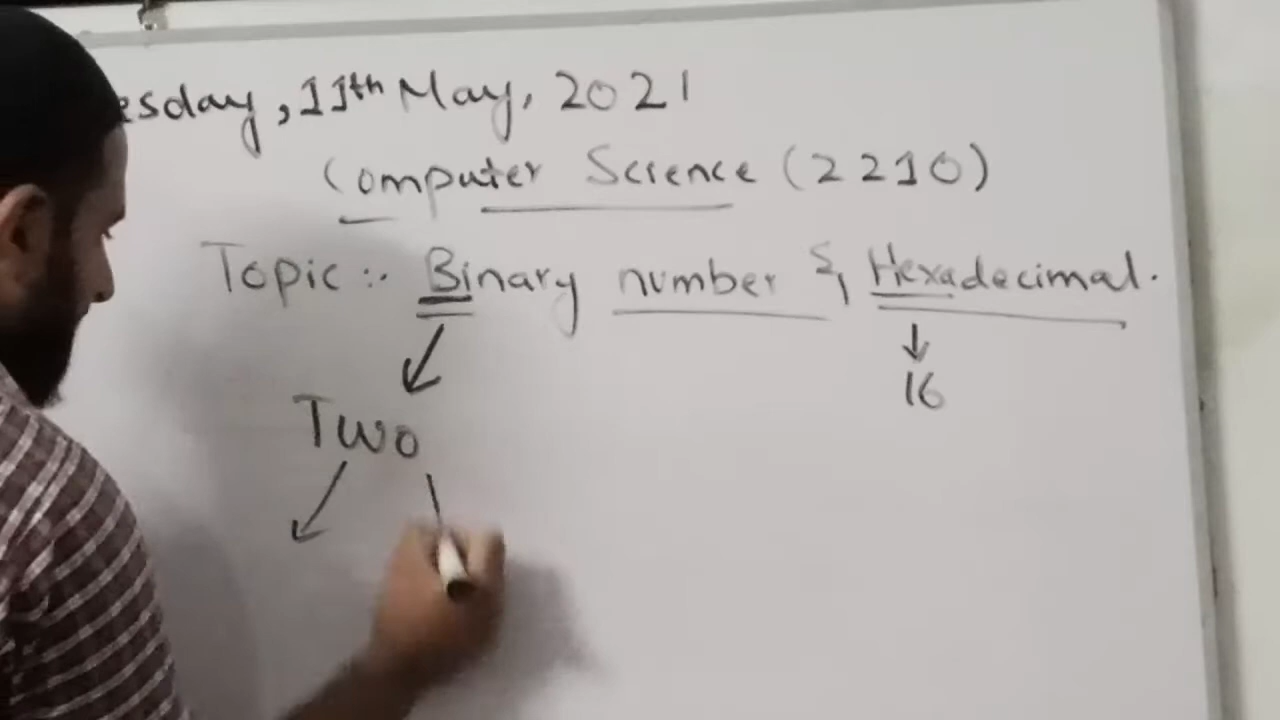 esday, 11th May, 2021
Computer Science (2210)
Topic :- Binary number & Hexadecimal.
16
Two